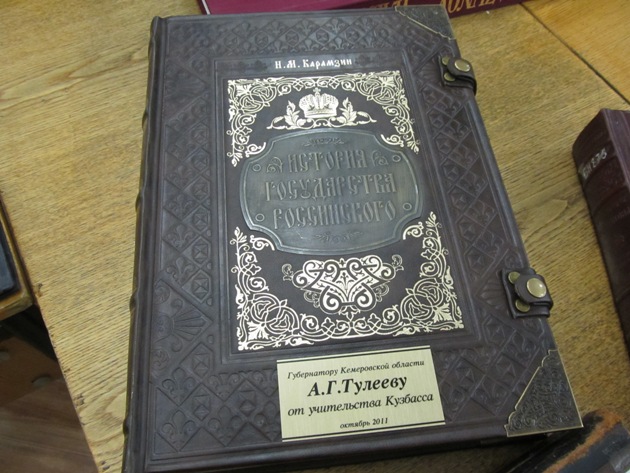 Н.М. Карамзин
ИСТОРИЯ
ГОСУДАРСТВА
РОССИЙСКОГО
Губернатору Кемеровской области
А.Г.Тулееву
от учительства Кузбасса
октябрь 2011